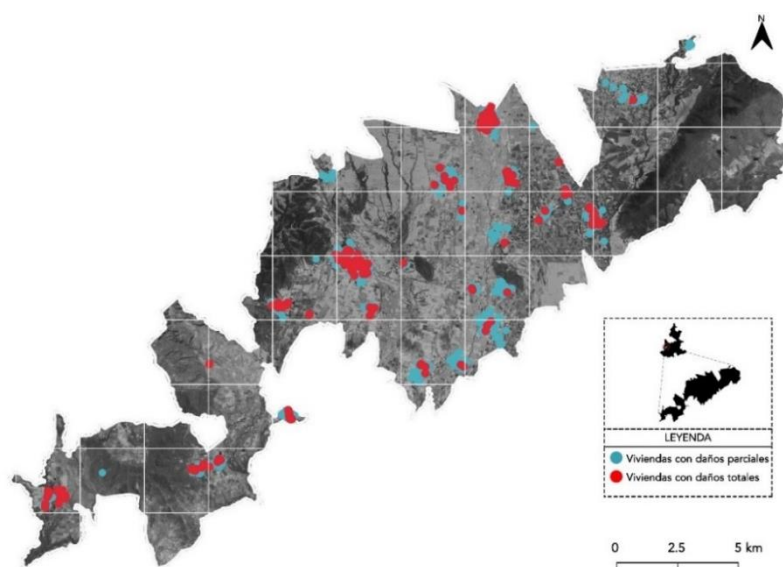 N
LEYENDA
Viviendas con daños parciales
Viviendas con daños totales
0 2.5 5 km